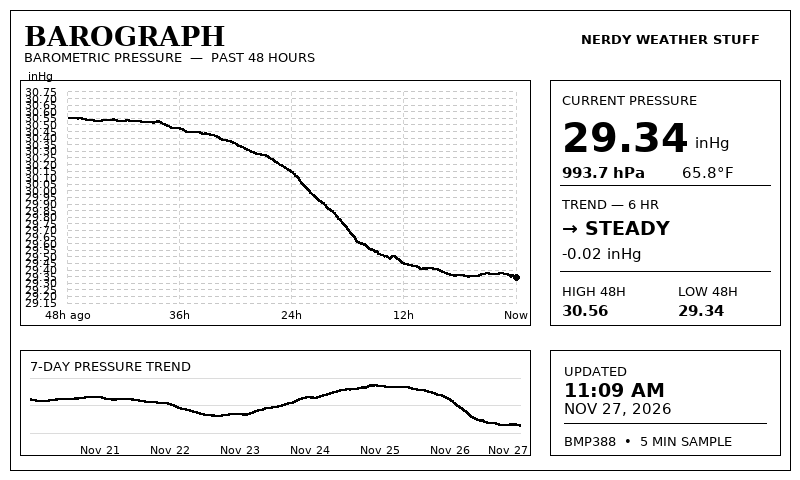 BAROGRAPH
BAROMETRIC PRESSURE — PAST 48 HOURS
NERDY WEATHER STUFF
inHg
30.75
30.70
30.65
30.60
30.55
30.50
30.45
30.40
30.35
30.30
30.25
30.20
30.15
30.10
30.05
30.00
29.95
29.90
29.85
29.80
29.75
29.70
29.65
29.60
29.55
29.50
29.45
29.40
29.35
29.30
29.25
29.20
29.15
48h ago 36h 24h 12h Now
CURRENT PRESSURE
29.34 inHg
993.7 hPa 65.8°F
TREND — 6 HR
→ STEADY
-0.02 inHg
HIGH 48H LOW 48H
30.56 29.34
7-DAY PRESSURE TREND
Nov 21 Nov 22 Nov 23 Nov 24 Nov 25 Nov 26 Nov 27
UPDATED
11:09 AM
NOV 27, 2026
BMP388 • 5 MIN SAMPLE